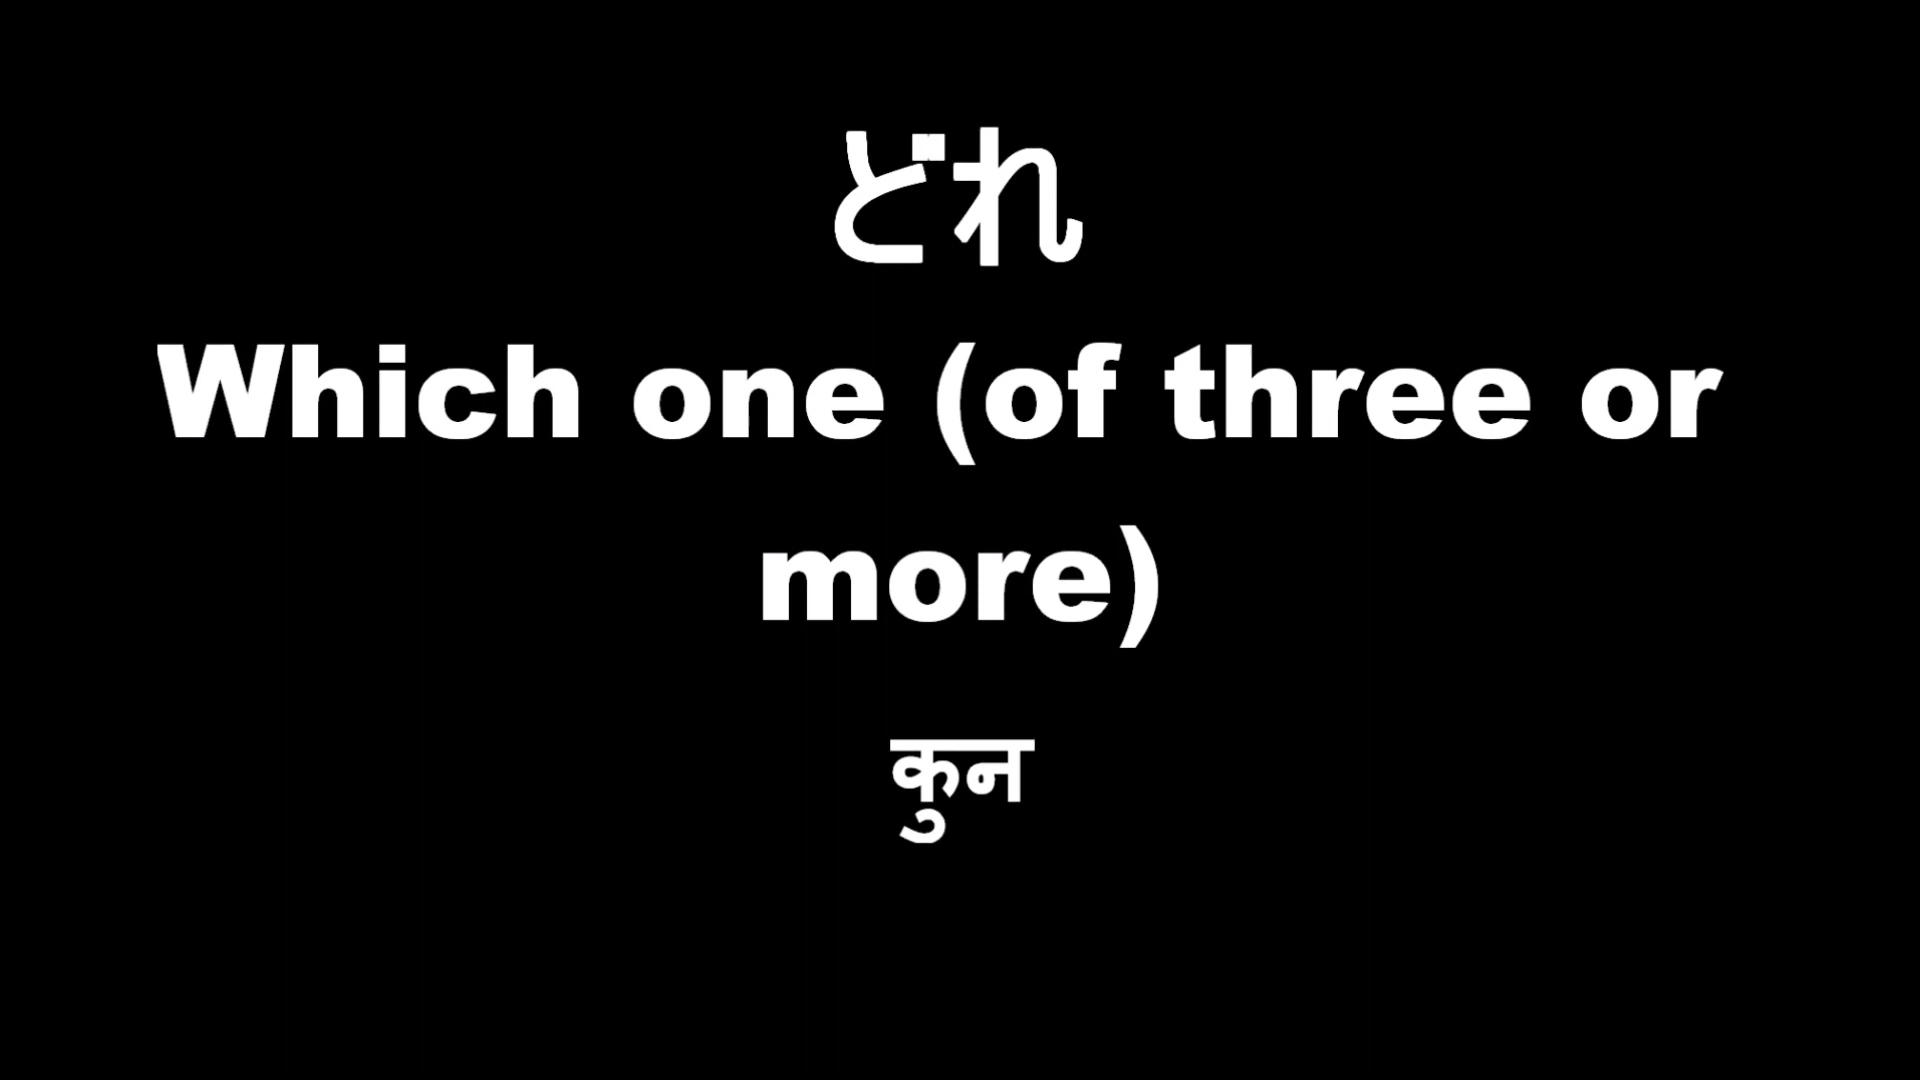 どれ
Which one (of three or
more)
कुन